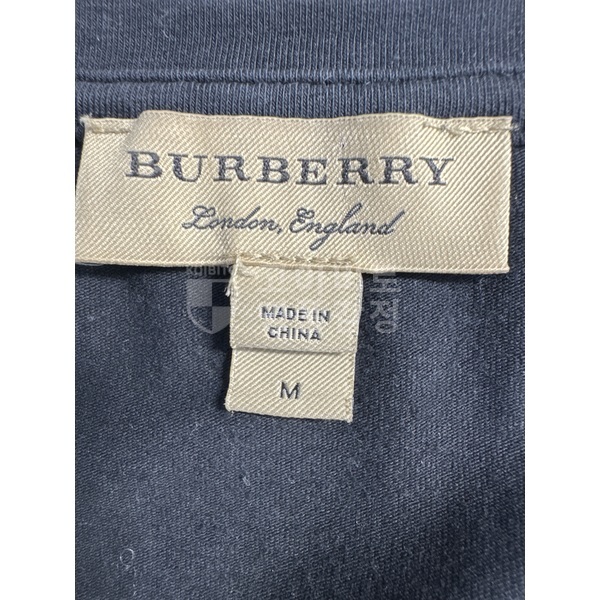 BURBERRY
London, England
MADE IN
CHINA
M